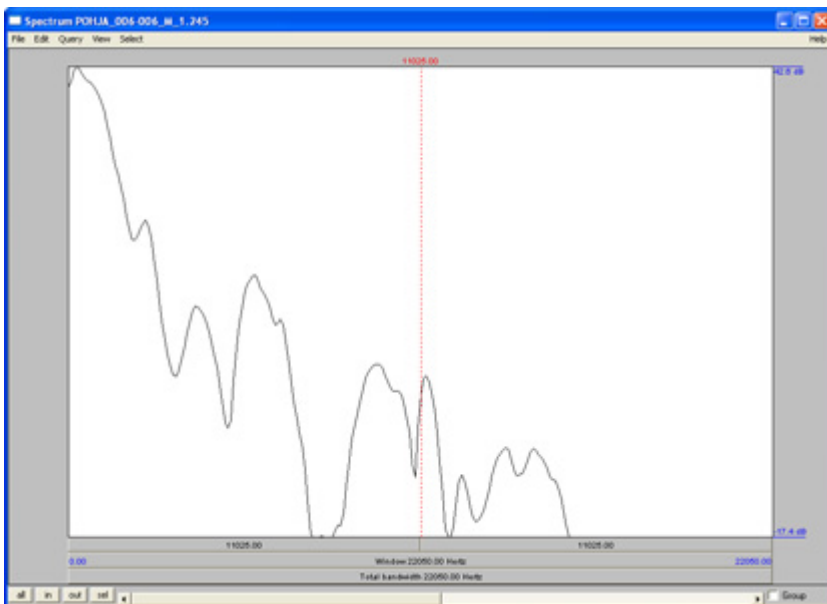 Spectrum POHJA_006-006_M_1.245
File Edit Query View Select Help
11025.00
42.6 dB
-17.4 dB
11025.00 11025.00
0.00 Window 22050.00 Hertz 22050.00
Total bandwidth 22050.00 Hertz
all in out sel Group